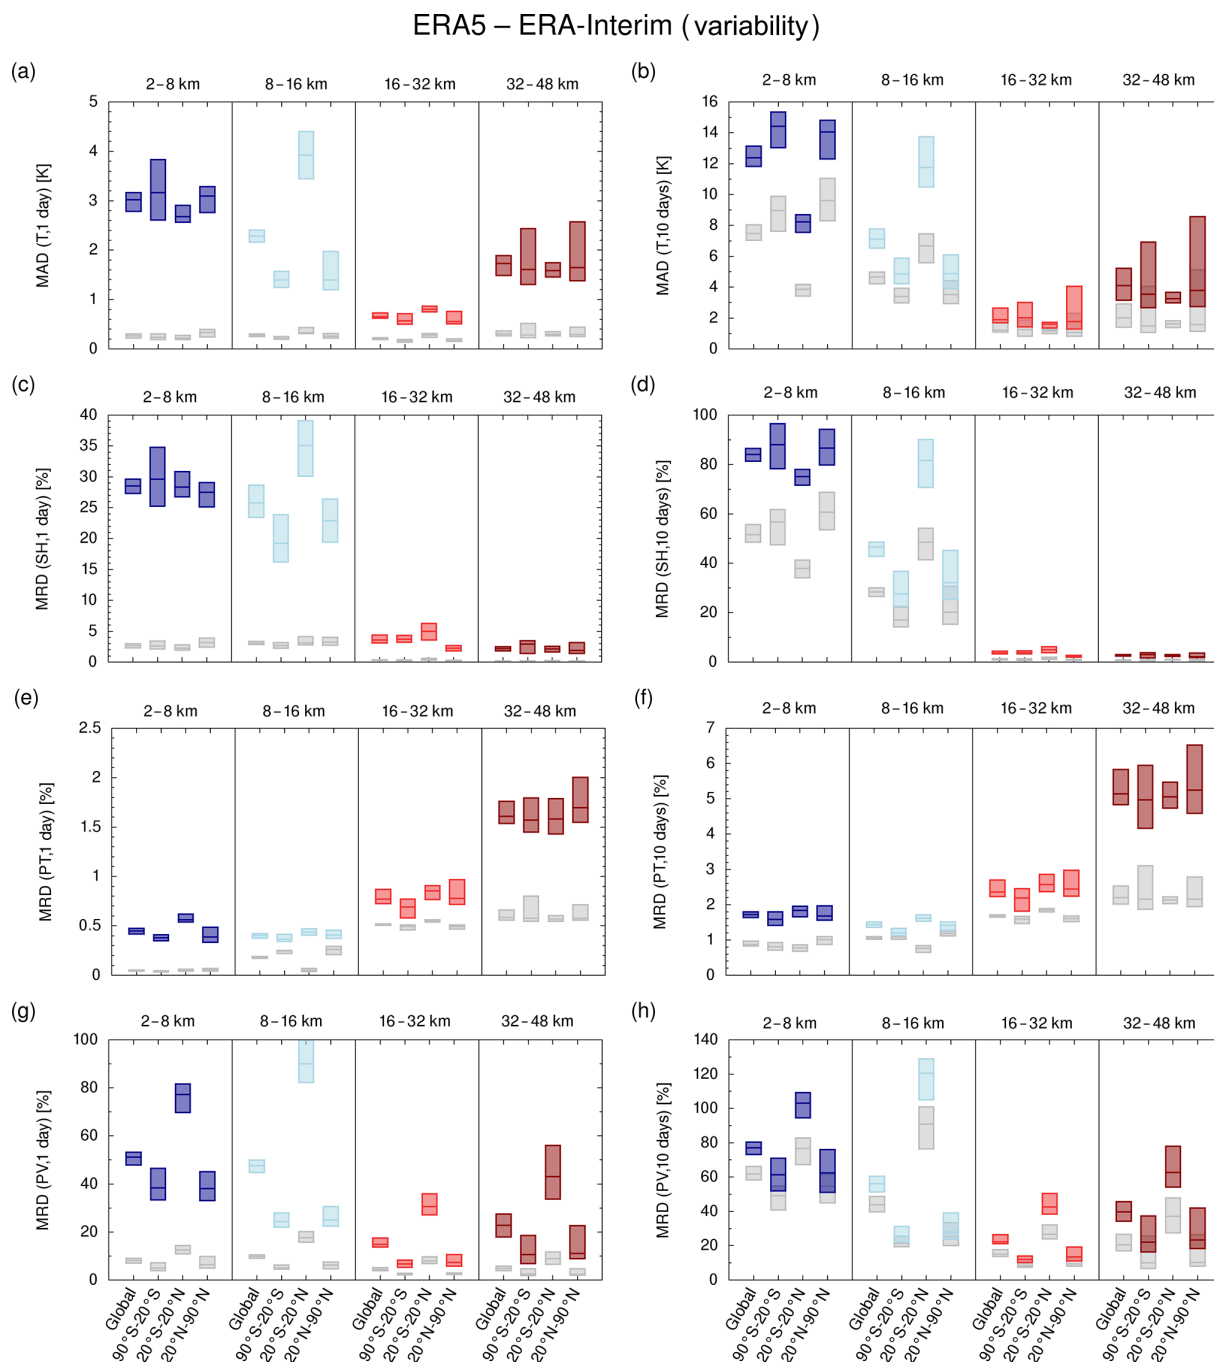 ERA5 – ERA-Interim (variability)
(a)
2–8 km
8–16 km
16–32 km
32–48 km
MAD (T,1 day) [K]
5
4
3
2
1
0
(b)
2–8 km
8–16 km
16–32 km
32–48 km
MAD (T,10 days) [K]
16
14
12
10
8
6
4
2
0
(c)
2–8 km
8–16 km
16–32 km
32–48 km
MRD (SH,1 day) [%]
40
35
30
25
20
15
10
5
0
(d)
2–8 km
8–16 km
16–32 km
32–48 km
MRD (SH,10 days) [%]
100
80
60
40
20
0
(e)
2–8 km
8–16 km
16–32 km
32–48 km
MRD (PT,1 day) [%]
2.5
2
1.5
1
0.5
0
(f)
2–8 km
8–16 km
16–32 km
32–48 km
MRD (PT,10 days) [%]
7
6
5
4
3
2
1
0
(g)
2–8 km
8–16 km
16–32 km
32–48 km
MRD (PV,1 day) [%]
100
80
60
40
20
0
Global
90°S-20°S
20°S-20°N
20°N-90°N
Global
90°S-20°S
20°S-20°N
20°N-90°N
Global
90°S-20°S
20°S-20°N
20°N-90°N
Global
90°S-20°S
20°S-20°N
20°N-90°N
(h)
2–8 km
8–16 km
16–32 km
32–48 km
MRD (PV,10 days) [%]
140
120
100
80
60
40
20
0
Global
90°S-20°S
20°S-20°N
20°N-90°N
Global
90°S-20°S
20°S-20°N
20°N-90°N
Global
90°S-20°S
20°S-20°N
20°N-90°N
Global
90°S-20°S
20°S-20°N
20°N-90°N